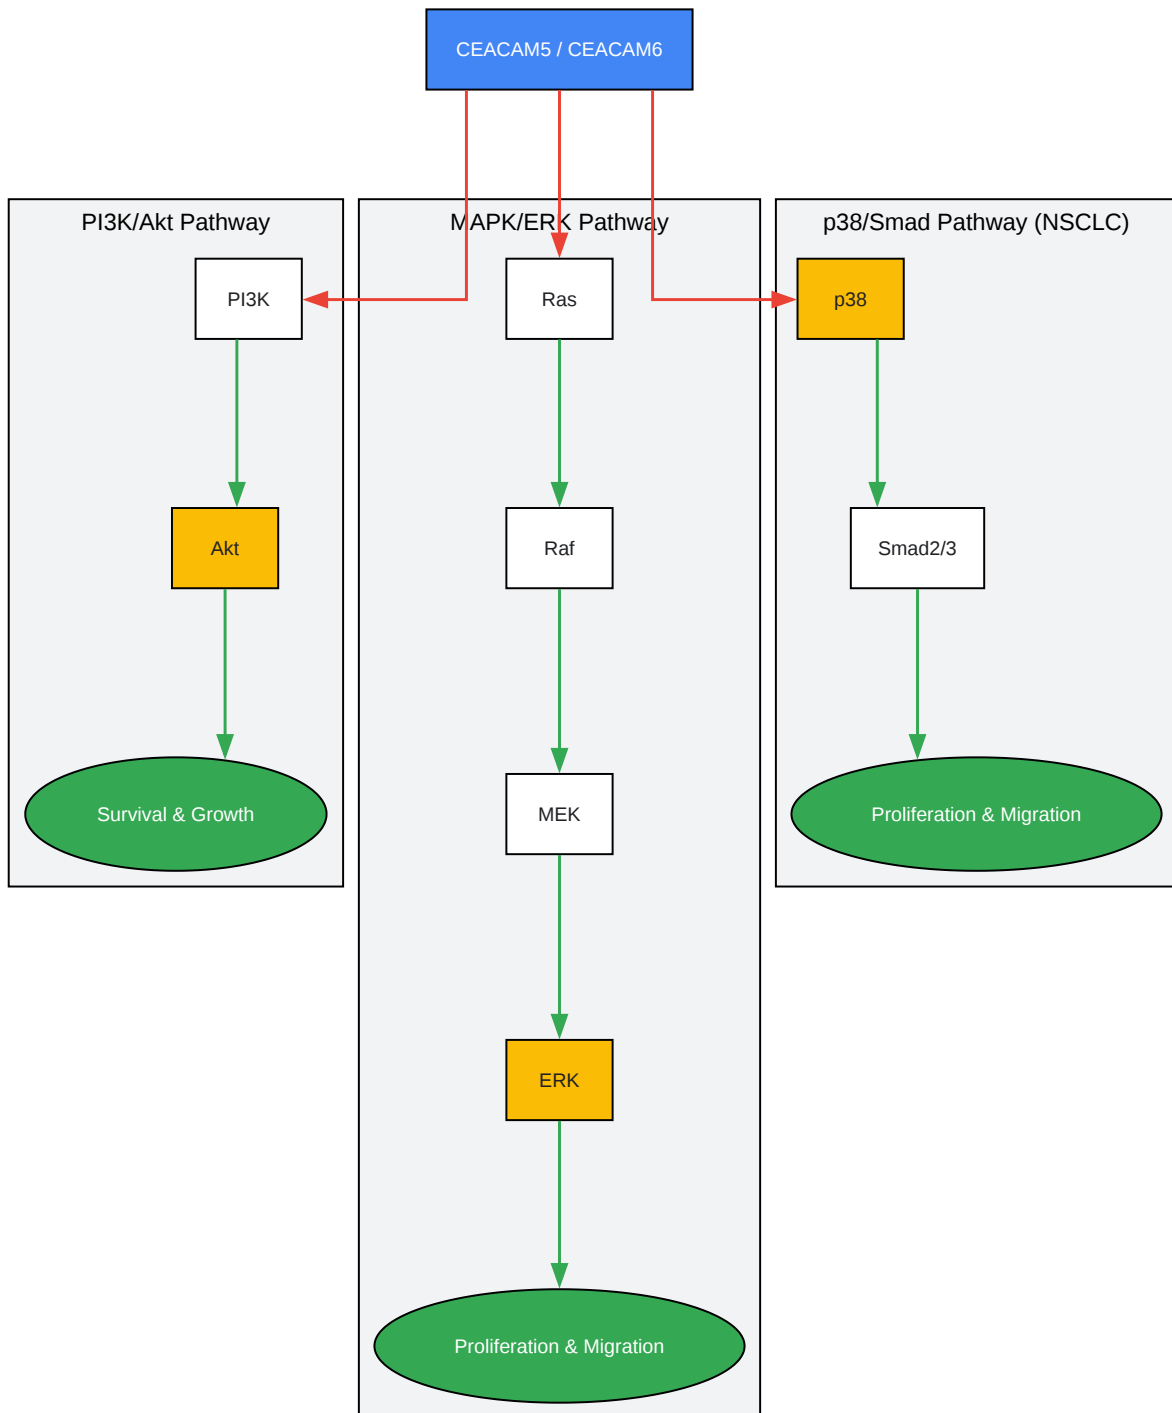 CEACAM5 / CEACAM6
PI3K/Akt Pathway
PI3K
Akt
Survival & Growth
MAPK/ERK Pathway
Ras
Raf
MEK
ERK
Proliferation & Migration
p38/Smad Pathway (NSCLC)
p38
Smad2/3
Proliferation & Migration